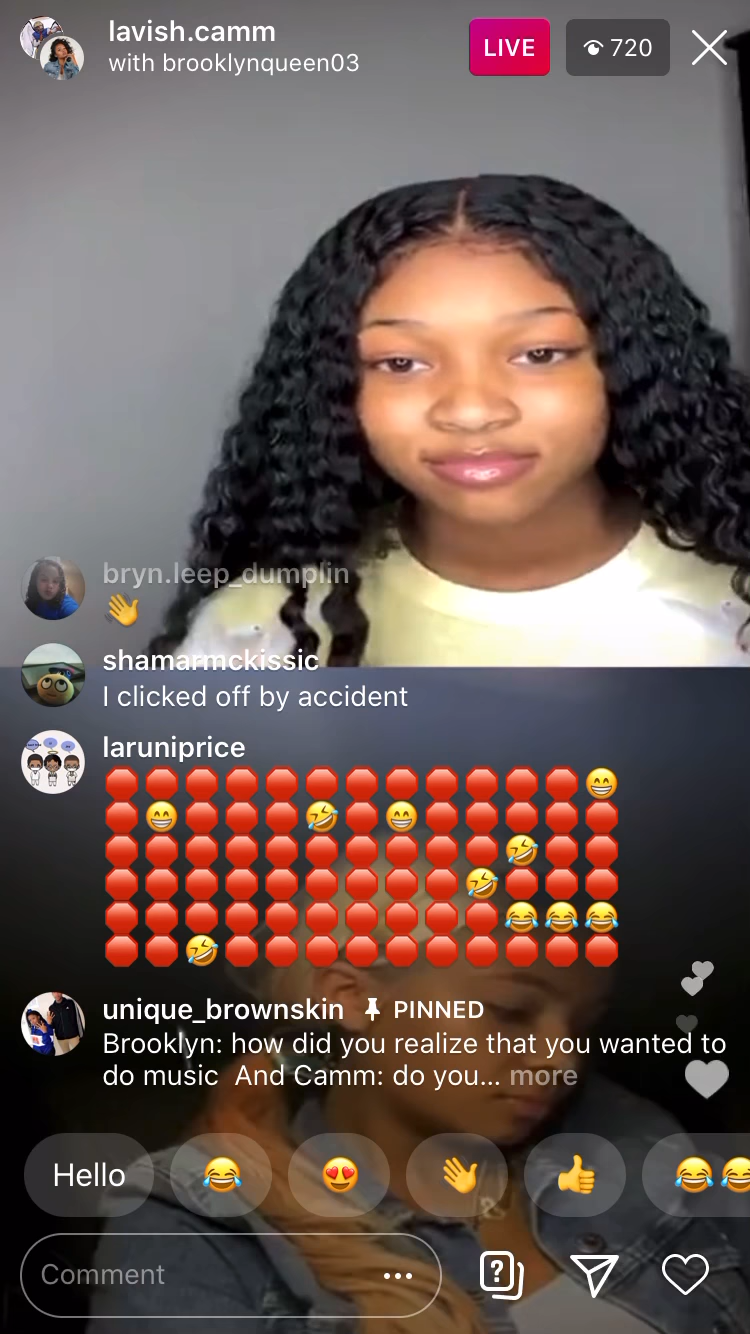 lavish.camm
with brooklynqueen03
LIVE
720
bryn.leep_dumplin
👋
shamarmckissic
I clicked off by accident
laruniprice
🛑🛑🛑🛑🛑🛑🛑🛑🛑🛑🛑🛑😁
🛑😁🛑🛑🛑🤣🛑😁🛑🛑🛑🛑🛑
🛑🛑🛑🛑🛑🛑🛑🛑🛑🛑🤣🛑🛑
🛑🛑🛑🛑🛑🛑🛑🛑🛑🤣🛑🛑🛑
🛑🛑🛑🛑🛑🛑🛑🛑🛑🛑😂😂😂
🛑🛑🤣🛑🛑🛑🛑🛑🛑🛑🛑🛑🛑
unique_brownskin 📌 PINNED
Brooklyn: how did you realize that you wanted to
do music  And Camm: do you... more
Hello 😂 😍 👋 👍 😂😂
Comment ...